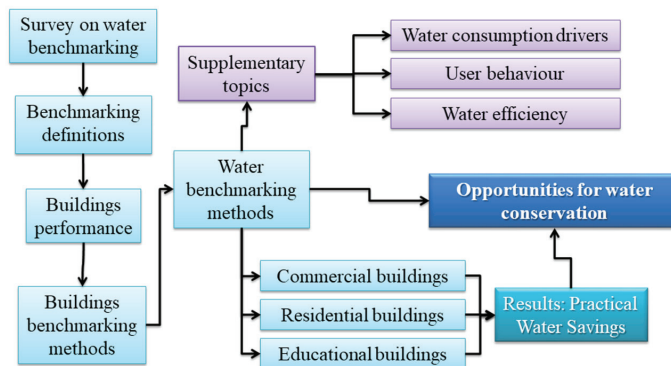 Survey on water
benchmarking
Benchmarking
definitions
Buildings
performance
Buildings
benchmarking
methods
Supplementary
topics
Water consumption drivers
User behaviour
Water efficiency
Water
benchmarking
methods
Opportunities for water
conservation
Commercial buildings
Residential buildings
Educational buildings
Results: Practical
Water Savings